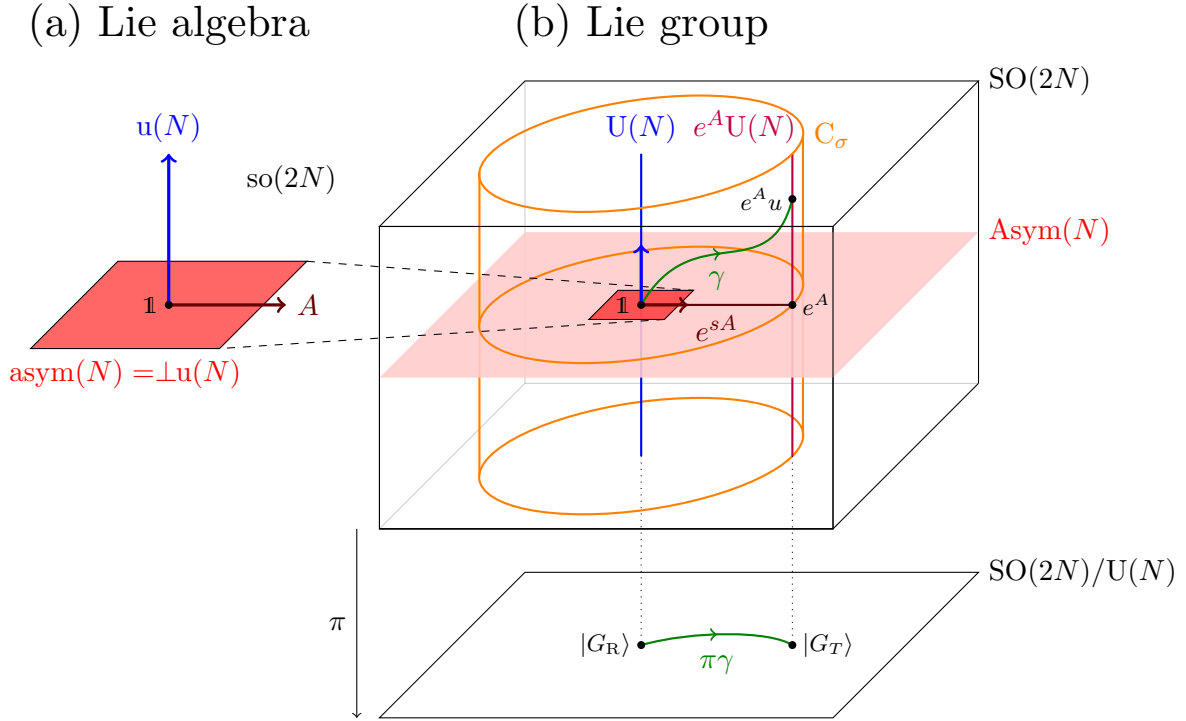 (a) Lie algebra
(b) Lie group
SO(2N)
u(N)
U(N)
e^A U(N)
C_σ
so(2N)
e^A u
Asym(N)
γ
𝟙
A
𝟙
e^{sA}
e^A
asym(N) =⊥u(N)
SO(2N)/U(N)
π
|G_R⟩
|G_T⟩
πγ